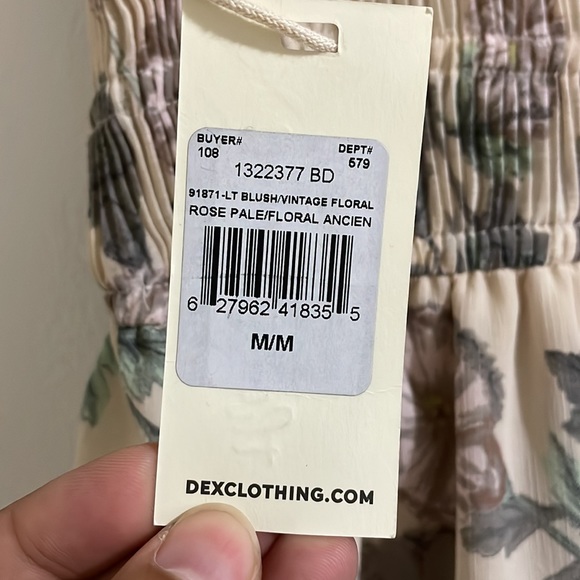 BUYER# DEPT#
108 579
1322377 BD
91871-LT BLUSH/VINTAGE FLORAL
ROSE PALE/FLORAL ANCIEN
6 27962 41835 5
M/M
DEXCLOTHING.COM